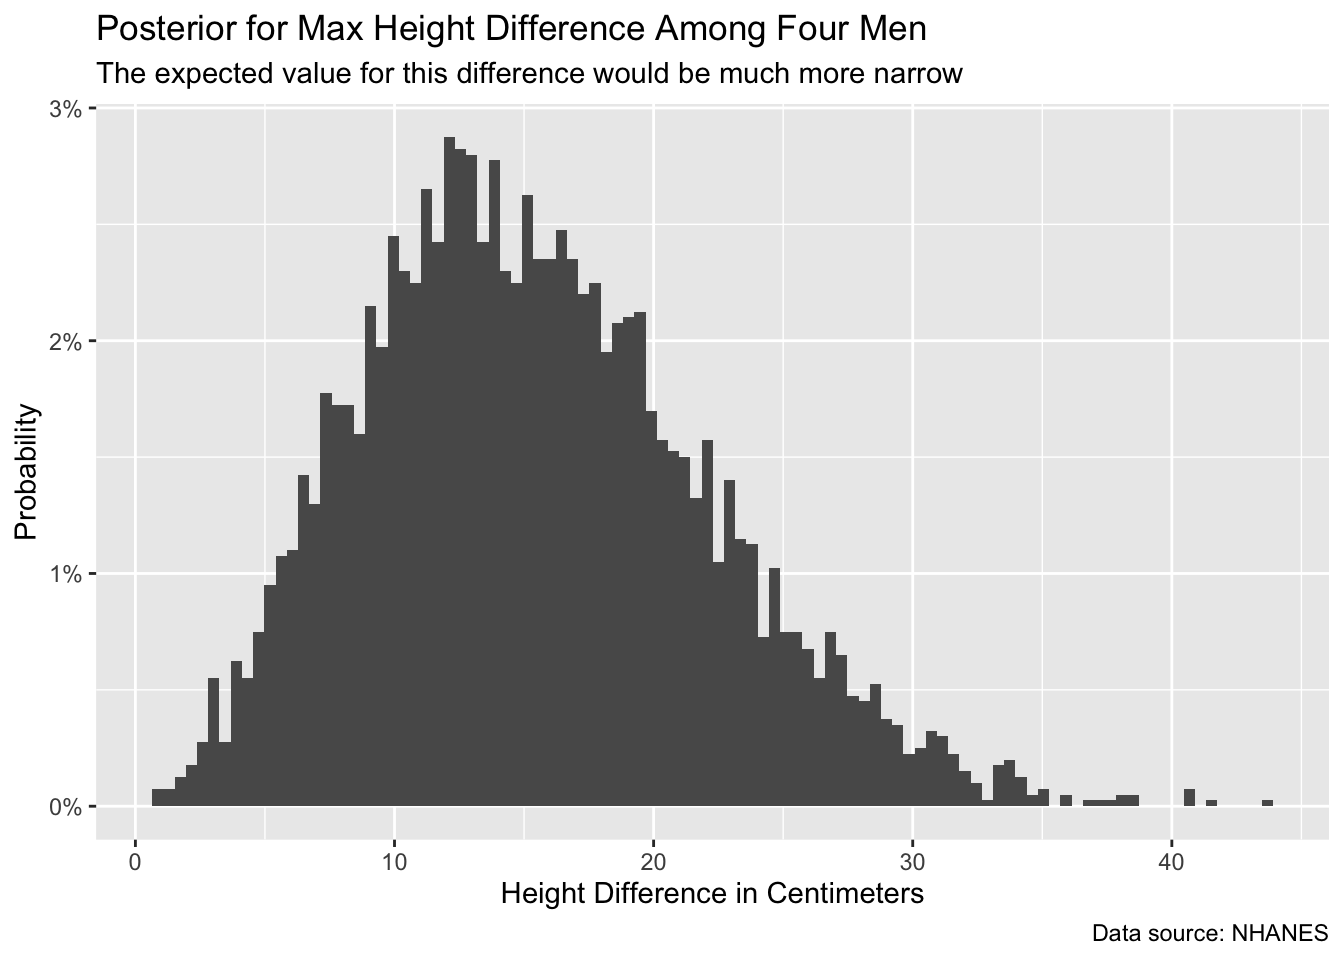 Posterior for Max Height Difference Among Four Men
The expected value for this difference would be much more narrow
3%
2%
1%
0%
Probability
0 10 20 30 40
Height Difference in Centimeters
Data source: NHANES